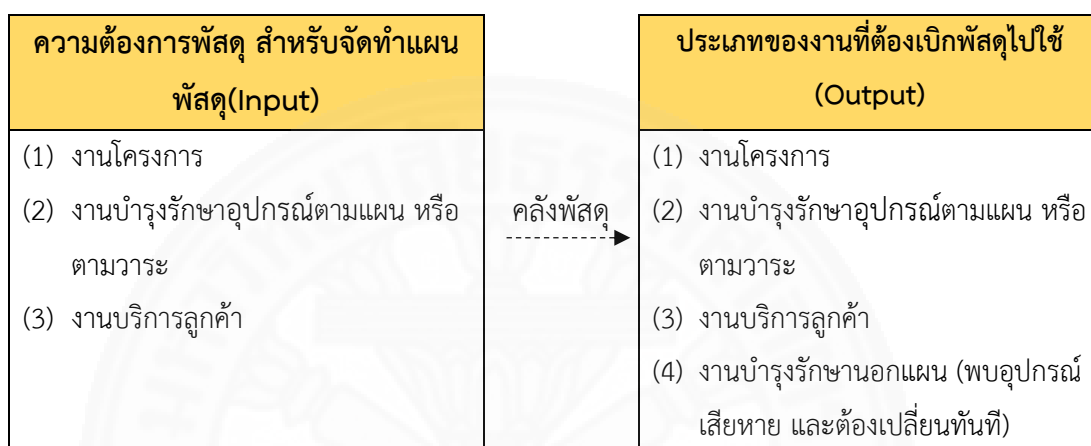 ความต้องการพัสดุ สำหรับจัดทำแผน
พัสดุ(Input)
(1) งานโครงการ
(2) งานบำรุงรักษาอุปกรณ์ตามแผน หรือ
ตามวาระ
(3) งานบริการลูกค้า
คลังพัสดุ
ประเภทของงานที่ต้องเบิกพัสดุไปใช้
(Output)
(1) งานโครงการ
(2) งานบำรุงรักษาอุปกรณ์ตามแผน หรือ
ตามวาระ
(3) งานบริการลูกค้า
(4) งานบำรุงรักษานอกแผน (พบอุปกรณ์
เสียหาย และต้องเปลี่ยนทันที)